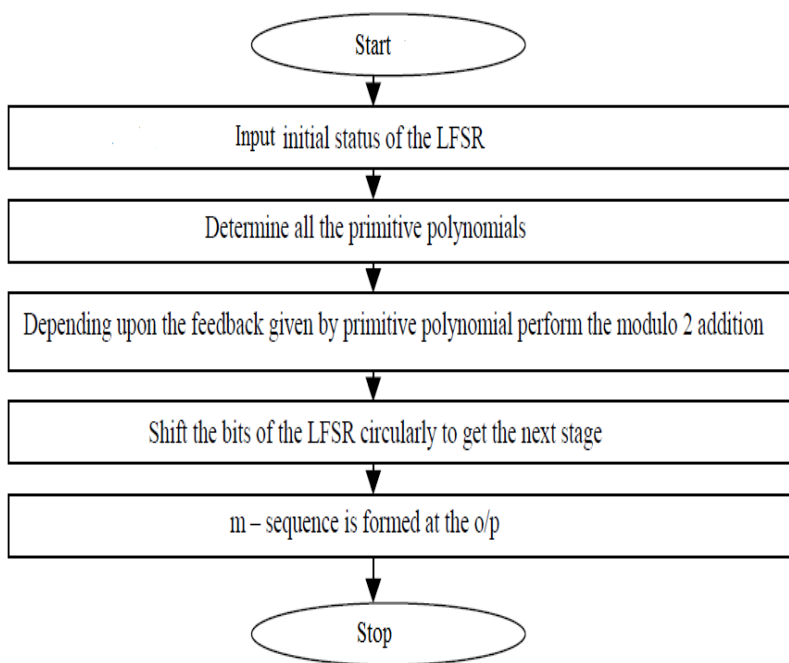 Start
Input initial status of the LFSR
Determine all the primitive polynomials
Depending upon the feedback given by primitive polynomial perform the modulo 2 addition
Shift the bits of the LFSR circularly to get the next stage
m – sequence is formed at the o/p
Stop